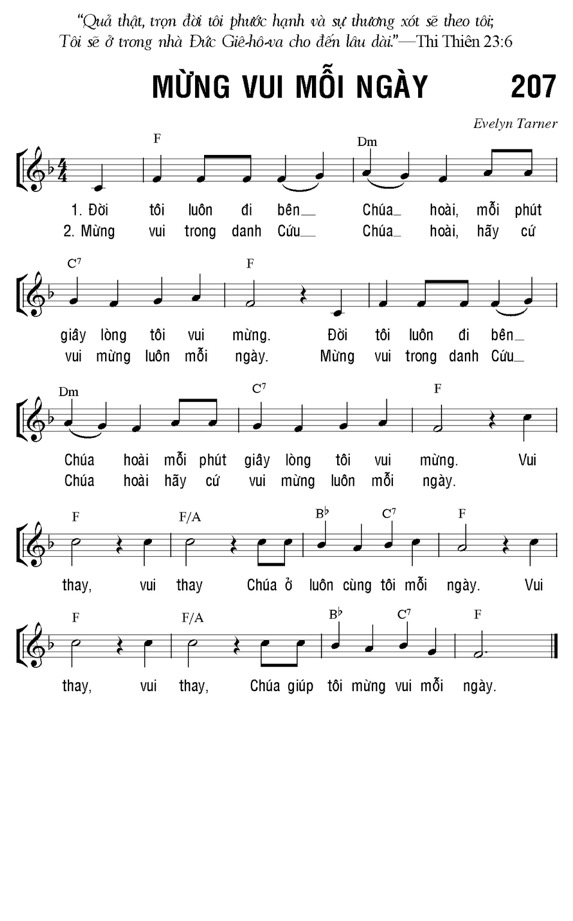 “Quả thật, trọn đời tôi phước hạnh và sự thương xót sẽ theo tôi;
Tôi sẽ ở trong nhà Đức Giê-hô-va cho đến lâu dài.”—Thi Thiên 23:6
MỪNG VUI MỖI NGÀY 207
Evelyn Tarner
F Dm
4
4
1. Đời tôi luôn đi bên Chúa hoài, mỗi phút
2. Mừng vui trong danh Cứu Chúa hoài, hãy cứ
C7 F
giây lòng tôi vui mừng. Đời tôi luôn đi bên
vui mừng luôn mỗi ngày. Mừng vui trong danh Cứu
Dm C7 F
Chúa hoài mỗi phút giây lòng tôi vui mừng. Vui
Chúa hoài hãy cứ vui mừng luôn mỗi ngày.
F F/A B♭ C7 F
thay, vui thay Chúa ở luôn cùng tôi mỗi ngày. Vui
F F/A B♭ C7 F
thay, vui thay, Chúa giúp tôi mừng vui mỗi ngày.